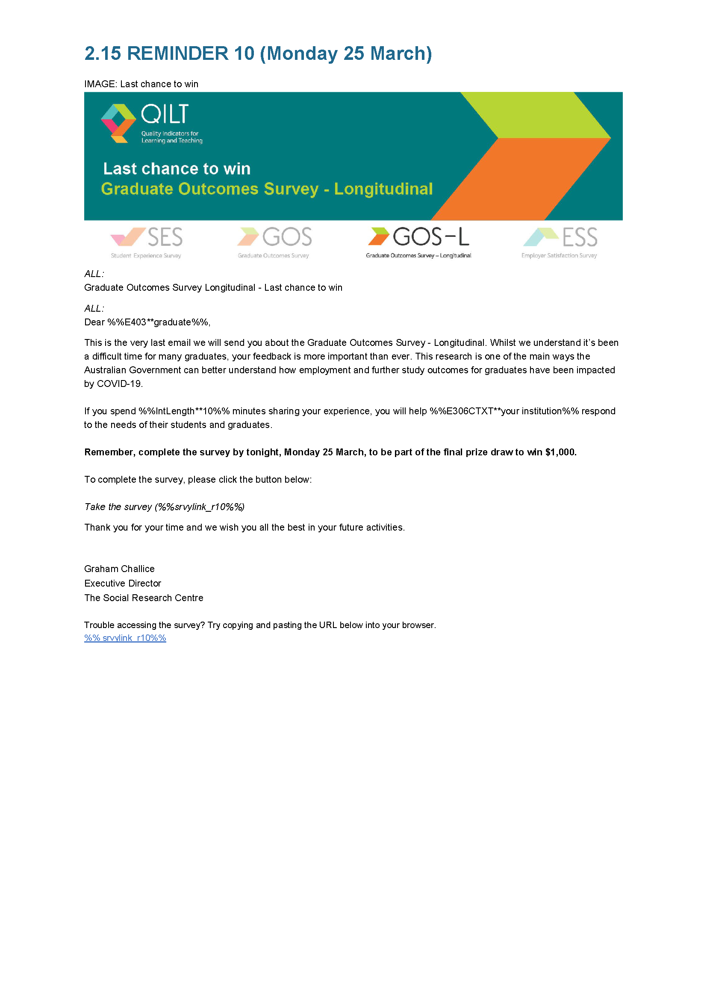 2.15 REMINDER 10 (Monday 25 March)
IMAGE: Last chance to win
QILT
Quality Indicators for
Learning and Teaching
Last chance to win
Graduate Outcomes Survey - Longitudinal
SES
Student Experience Survey
GOS
Graduate Outcomes Survey
GOS-L
Graduate Outcomes Survey – Longitudinal
ESS
Employer Satisfaction Survey
ALL:
Graduate Outcomes Survey Longitudinal - Last chance to win
ALL:
Dear %%E403**graduate%%,
This is the very last email we will send you about the Graduate Outcomes Survey - Longitudinal. Whilst we understand it’s been
a difficult time for many graduates, your feedback is more important than ever. This research is one of the main ways the
Australian Government can better understand how employment and further study outcomes for graduates have been impacted
by COVID-19.
If you spend %%IntLength**10%% minutes sharing your experience, you will help %%E306CTXT**your institution%% respond
to the needs of their students and graduates.
Remember, complete the survey by tonight, Monday 25 March, to be part of the final prize draw to win $1,000.
To complete the survey, please click the button below:
Take the survey (%%srvylink_r10%%)
Thank you for your time and we wish you all the best in your future activities.
Graham Challice
Executive Director
The Social Research Centre
Trouble accessing the survey? Try copying and pasting the URL below into your browser.
%% srvylink_r10%%